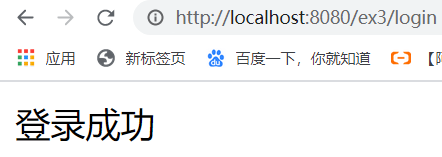 http://localhost:8080/ex3/login
应用 新标签页 百度一下，你就知道
登录成功